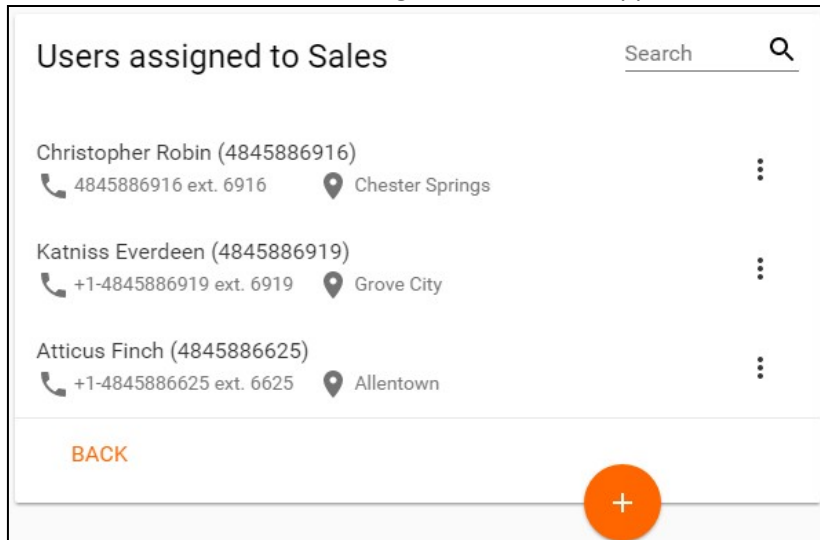 Users assigned to Sales
Search
Christopher Robin (4845886916)
4845886916 ext. 6916 Chester Springs
Katniss Everdeen (4845886919)
+1-4845886919 ext. 6919 Grove City
Atticus Finch (4845886625)
+1-4845886625 ext. 6625 Allentown
BACK
+